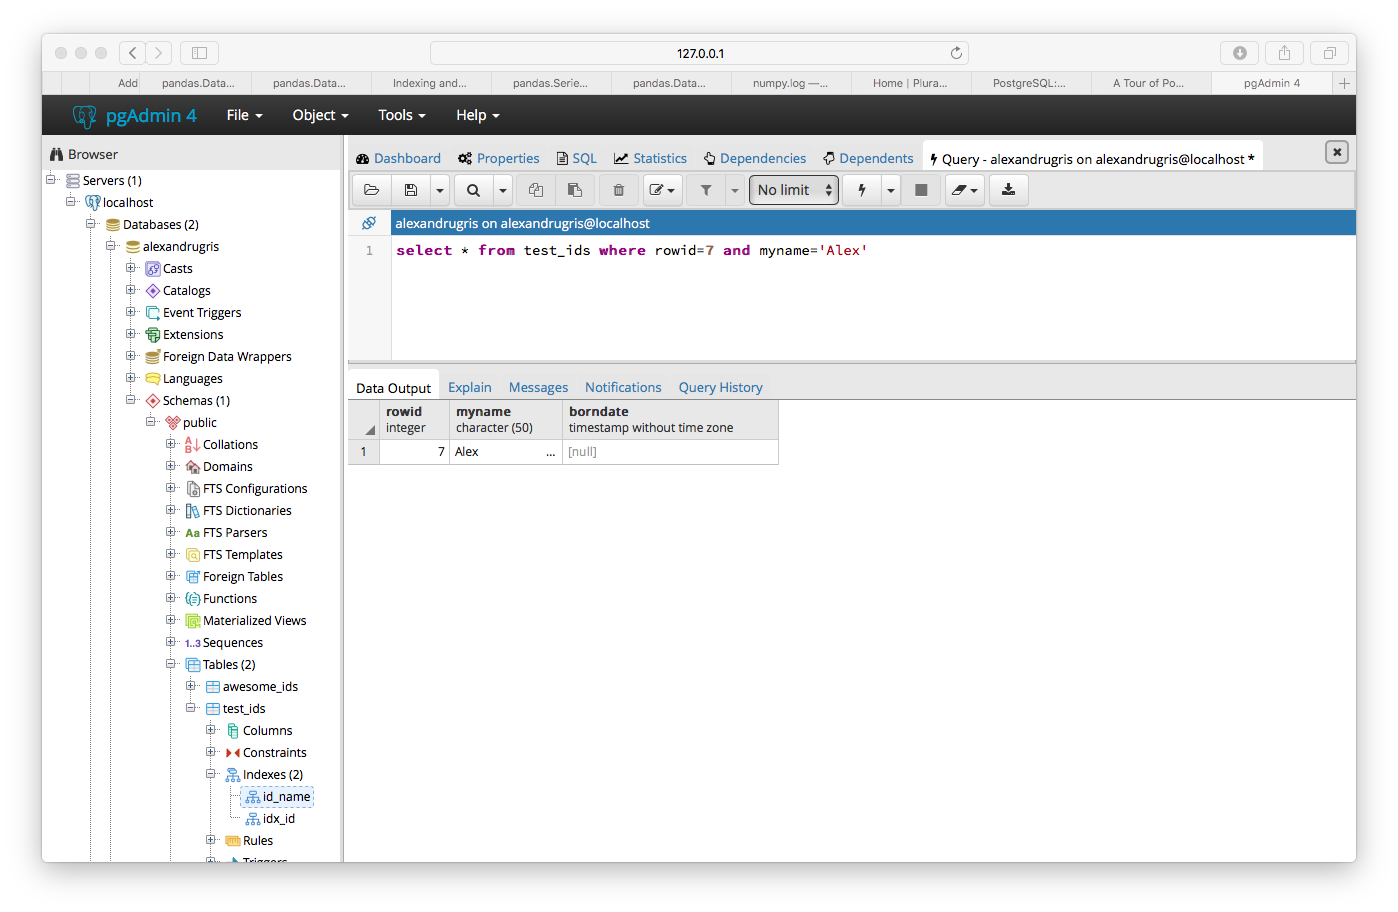 127.0.0.1
Add
pandas.Data...
pandas.Data...
Indexing and...
pandas.Serie...
pandas.Data...
numpy.log —...
Home | Plura...
PostgreSQL:...
A Tour of Po...
pgAdmin 4
pgAdmin 4 File Object Tools Help
Browser
Dashboard Properties SQL Statistics Dependencies Dependents Query - alexandrugris on alexandrugris@localhost *
No limit
alexandrugris on alexandrugris@localhost
1 select * from test_ids where rowid=7 and myname='Alex'
Data Output Explain Messages Notifications Query History
rowid myname borndate
integer character (50) timestamp without time zone
1 7 Alex ... [null]
Servers (1)
localhost
Databases (2)
alexandrugris
Casts
Catalogs
Event Triggers
Extensions
Foreign Data Wrappers
Languages
Schemas (1)
public
Collations
Domains
FTS Configurations
FTS Dictionaries
Aa FTS Parsers
FTS Templates
Foreign Tables
Functions
Materialized Views
1..3 Sequences
Tables (2)
awesome_ids
test_ids
Columns
Constraints
Indexes (2)
id_name
idx_id
Rules
Triggers